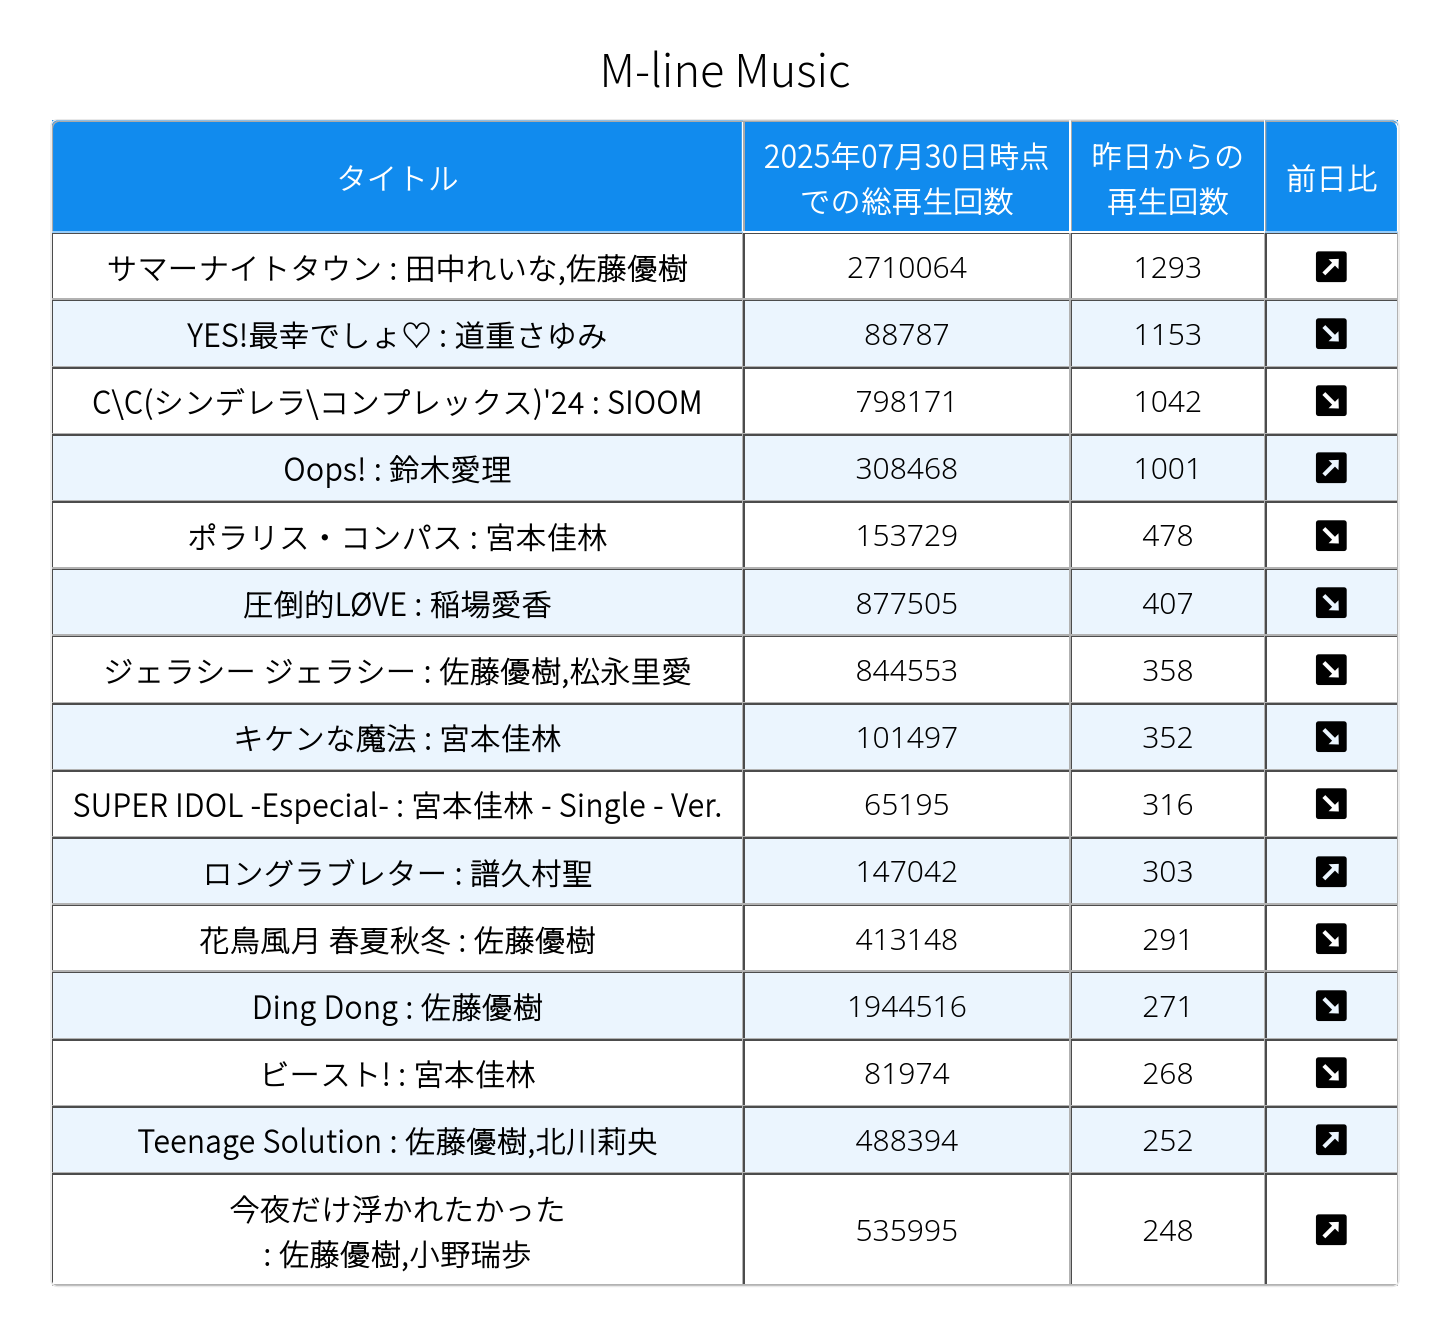 M-line Music
タイトル
2025年07月30日時点
での総再生回数
昨日からの
再生回数
前日比
サマーナイトタウン : 田中れいな,佐藤優樹 2710064 1293 ↗
YES!最幸でしょ♡ : 道重さゆみ 88787 1153 ↘
C\C(シンデレラ\コンプレックス)'24 : SIOOM 798171 1042 ↘
Oops! : 鈴木愛理 308468 1001 ↗
ポラリス・コンパス : 宮本佳林 153729 478 ↘
圧倒的LØVE : 稲場愛香 877505 407 ↘
ジェラシー ジェラシー : 佐藤優樹,松永里愛 844553 358 ↘
キケンな魔法 : 宮本佳林 101497 352 ↘
SUPER IDOL -Especial- : 宮本佳林 - Single - Ver. 65195 316 ↘
ロングラブレター : 譜久村聖 147042 303 ↗
花鳥風月 春夏秋冬 : 佐藤優樹 413148 291 ↘
Ding Dong : 佐藤優樹 1944516 271 ↘
ビースト! : 宮本佳林 81974 268 ↘
Teenage Solution : 佐藤優樹,北川莉央 488394 252 ↗
今夜だけ浮かれたかった
: 佐藤優樹,小野瑞歩 535995 248 ↗